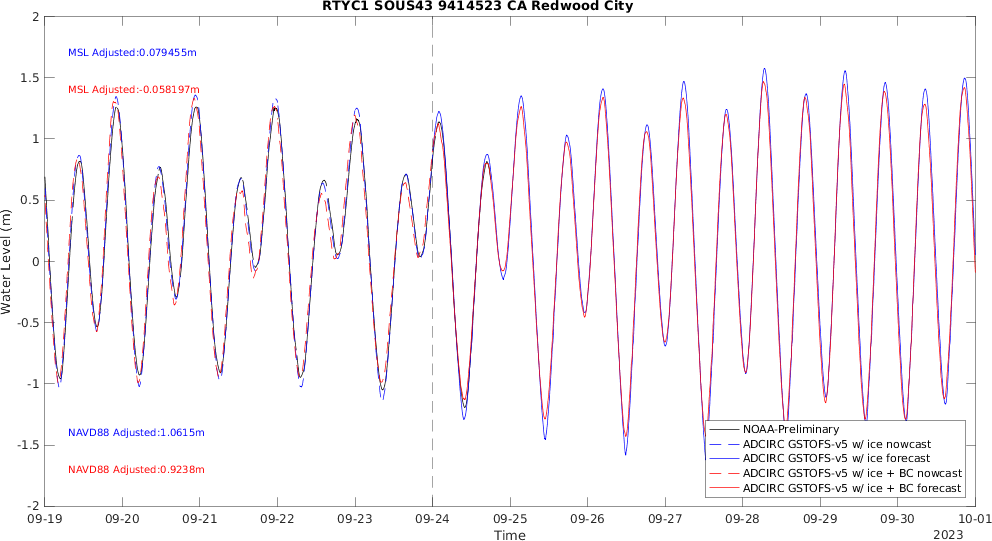 RTYC1 SOUS43 9414523 CA Redwood City
2
MSL Adjusted:0.079455m
1.5
MSL Adjusted:-0.058197m
1
0.5
Water Level (m)
0
-0.5
-1
NAVD88 Adjusted:1.0615m
-1.5
NAVD88 Adjusted:0.9238m
-2
NOAA-Preliminary
ADCIRC GSTOFS-v5 w/ ice nowcast
ADCIRC GSTOFS-v5 w/ ice forecast
ADCIRC GSTOFS-v5 w/ ice + BC nowcast
ADCIRC GSTOFS-v5 w/ ice + BC forecast
09-19 09-20 09-21 09-22 09-23 09-24 09-25 09-26 09-27 09-28 09-29 09-30 10-01
Time
2023